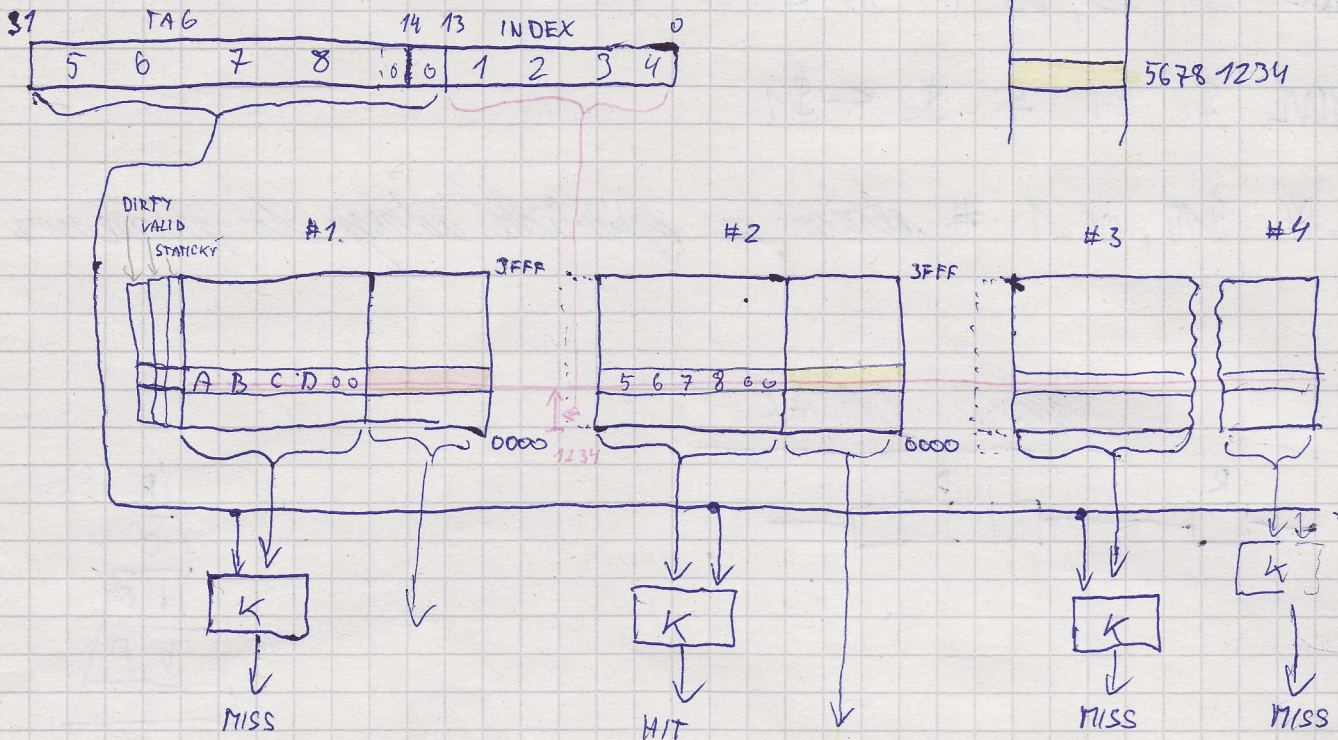 31 TAG 14 13 INDEX 0
5 6 7 8 0 0 1 2 3 4
5678 1234
DIRTY
VALID
STATICKÝ
#1. #2 #3 #4
3FFF 3FFF
A B C D 0 0 5 6 7 8 0 0
0000 1234 0000
K K K K
MISS HIT MISS MISS